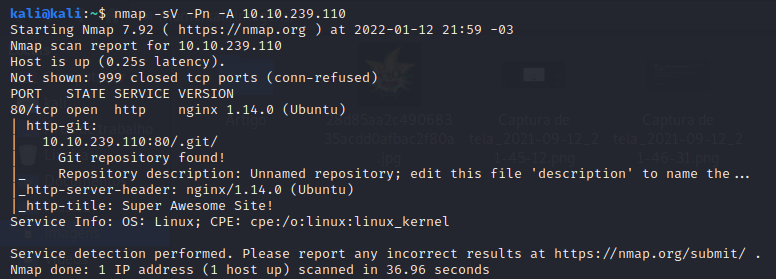 kali@kali:~$ nmap -sV -Pn -A 10.10.239.110
Starting Nmap 7.92 ( https://nmap.org ) at 2022-01-12 21:59 -03
Nmap scan report for 10.10.239.110
Host is up (0.25s latency).
Not shown: 999 closed tcp ports (conn-refused)
PORT   STATE SERVICE VERSION
80/tcp open  http    nginx 1.14.0 (Ubuntu)
| http-git:
|   10.10.239.110:80/.git/
|     Git repository found!
|_    Repository description: Unnamed repository; edit this file 'description' to name the...
|_http-server-header: nginx/1.14.0 (Ubuntu)
|_http-title: Super Awesome Site!
Service Info: OS: Linux; CPE: cpe:/o:linux:linux_kernel
Service detection performed. Please report any incorrect results at https://nmap.org/submit/ .
Nmap done: 1 IP address (1 host up) scanned in 36.96 seconds
Captura de
Captura de